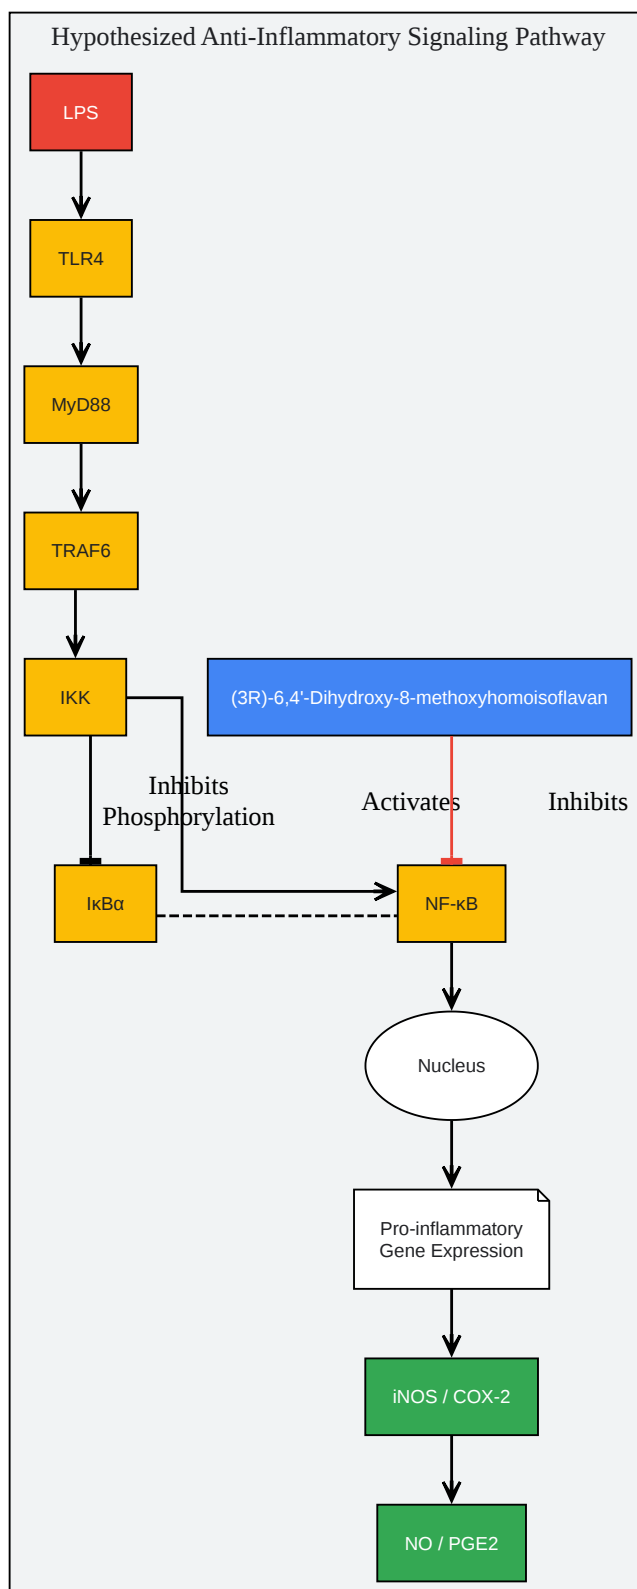 Hypothesized Anti-Inflammatory Signaling Pathway
LPS
TLR4
MyD88
TRAF6
IKK
(3R)-6,4'-Dihydroxy-8-methoxyhomoisoflavan
Inhibits
Phosphorylation
Activates
Inhibits
IκBα
NF-κB
Nucleus
Pro-inflammatory
Gene Expression
iNOS / COX-2
NO / PGE2